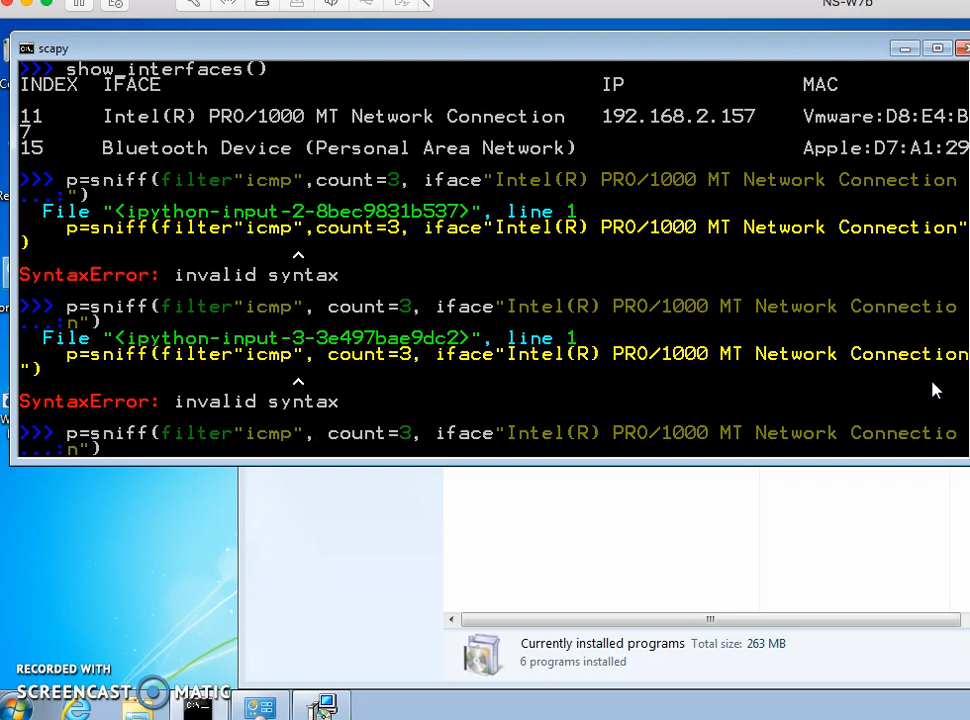 NS-W7b
scapy
>>> show_interfaces()
INDEX IFACE IP MAC
11 Intel(R) PRO/1000 MT Network Connection 192.168.2.157 Vmware:D8:E4:B
7
15 Bluetooth Device (Personal Area Network) Apple:D7:A1:29
>>> p=sniff(filter"icmp",count=3, iface"Intel(R) PRO/1000 MT Network Connection
...:")
File "<ipython-input-2-8bec9831b537>", line 1
p=sniff(filter"icmp",count=3, iface"Intel(R) PRO/1000 MT Network Connection"
)
^
SyntaxError: invalid syntax
>>> p=sniff(filter"icmp", count=3, iface"Intel(R) PRO/1000 MT Network Connectio
...:n")
File "<ipython-input-3-3e497bae9dc2>", line 1
p=sniff(filter"icmp", count=3, iface"Intel(R) PRO/1000 MT Network Connection
")
^
SyntaxError: invalid syntax
>>> p=sniff(filter"icmp", count=3, iface"Intel(R) PRO/1000 MT Network Connectio
...:n")
Currently installed programs Total size: 263 MB
6 programs installed
RECORDED WITH
SCREENCAST MATIC